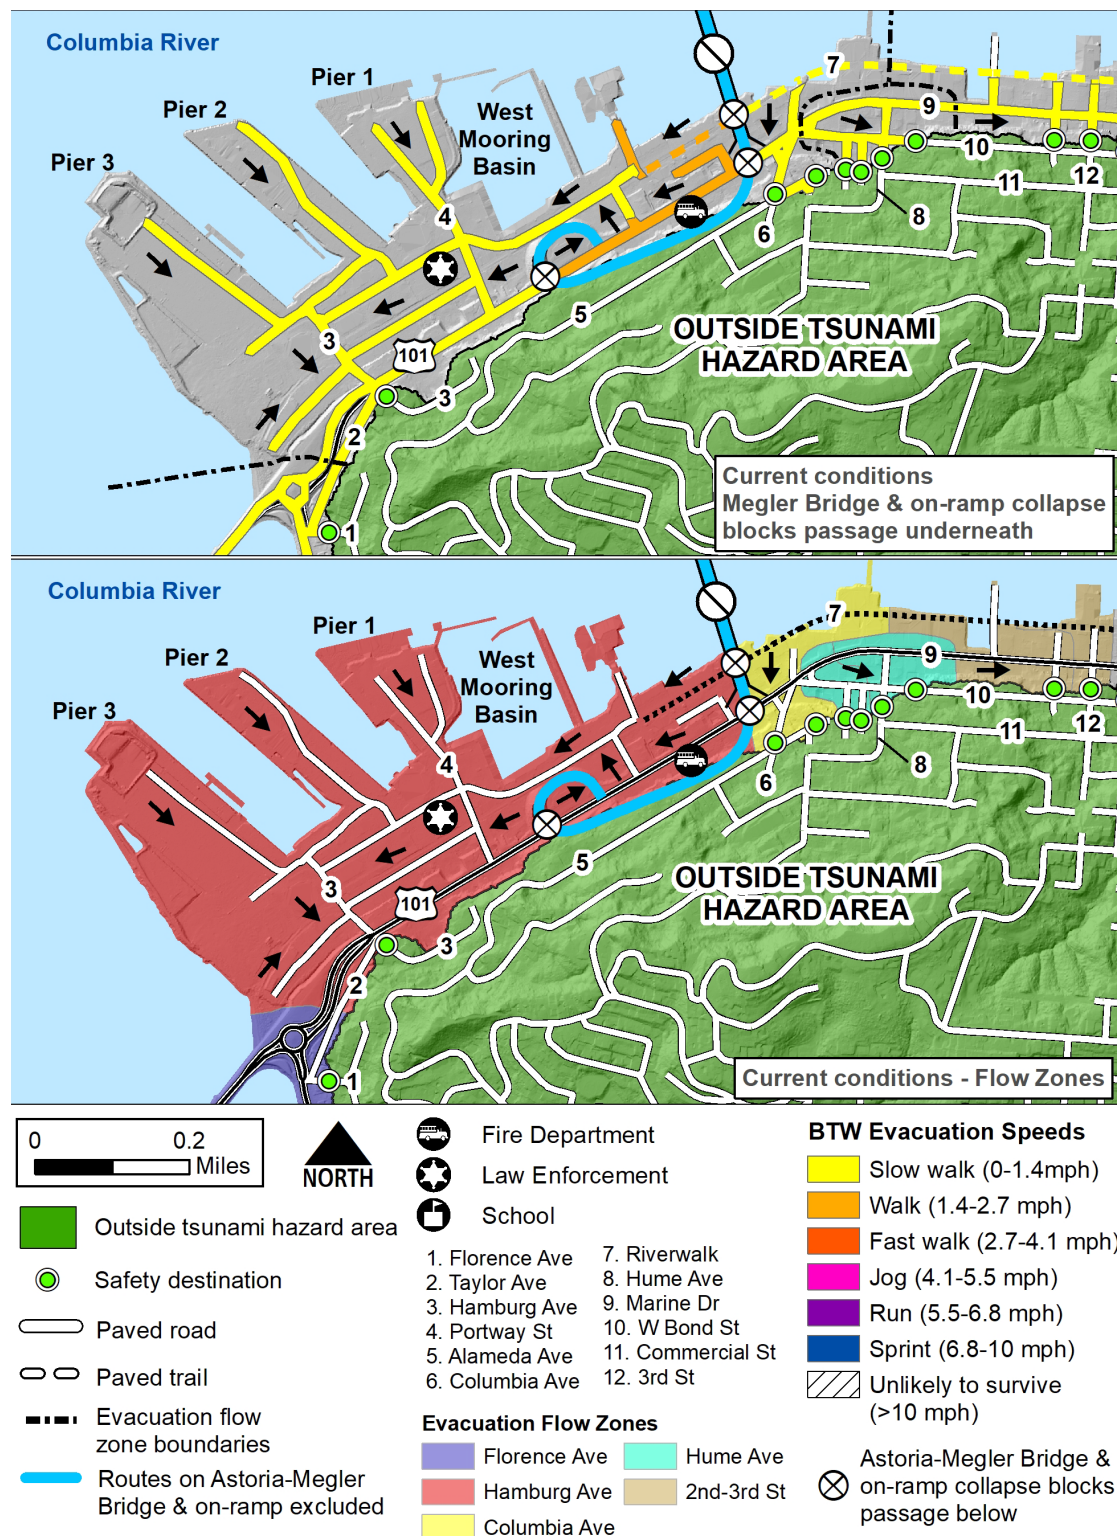 Columbia River
Pier 1
Pier 2
Pier 3
West
Mooring
Basin
7
9
10
11
12
8
6
4
5
3
101
3
2
1
OUTSIDE TSUNAMI
HAZARD AREA
Current conditions
Megler Bridge & on-ramp collapse
blocks passage underneath
Columbia River
Pier 1
Pier 2
Pier 3
West
Mooring
Basin
7
9
10
11
12
8
6
4
5
3
101
3
2
1
OUTSIDE TSUNAMI
HAZARD AREA
Current conditions - Flow Zones
0 0.2
Miles
NORTH
Outside tsunami hazard area
Safety destination
Paved road
Paved trail
Evacuation flow
zone boundaries
Routes on Astoria-Megler
Bridge & on-ramp excluded
Fire Department
Law Enforcement
School
1. Florence Ave
2. Taylor Ave
3. Hamburg Ave
4. Portway St
5. Alameda Ave
6. Columbia Ave
7. Riverwalk
8. Hume Ave
9. Marine Dr
10. W Bond St
11. Commercial St
12. 3rd St
Evacuation Flow Zones
Florence Ave
Hamburg Ave
Columbia Ave
Hume Ave
2nd-3rd St
BTW Evacuation Speeds
Slow walk (0-1.4mph)
Walk (1.4-2.7 mph)
Fast walk (2.7-4.1 mph)
Jog (4.1-5.5 mph)
Run (5.5-6.8 mph)
Sprint (6.8-10 mph)
Unlikely to survive
(>10 mph)
Astoria-Megler Bridge &
on-ramp collapse blocks
passage below